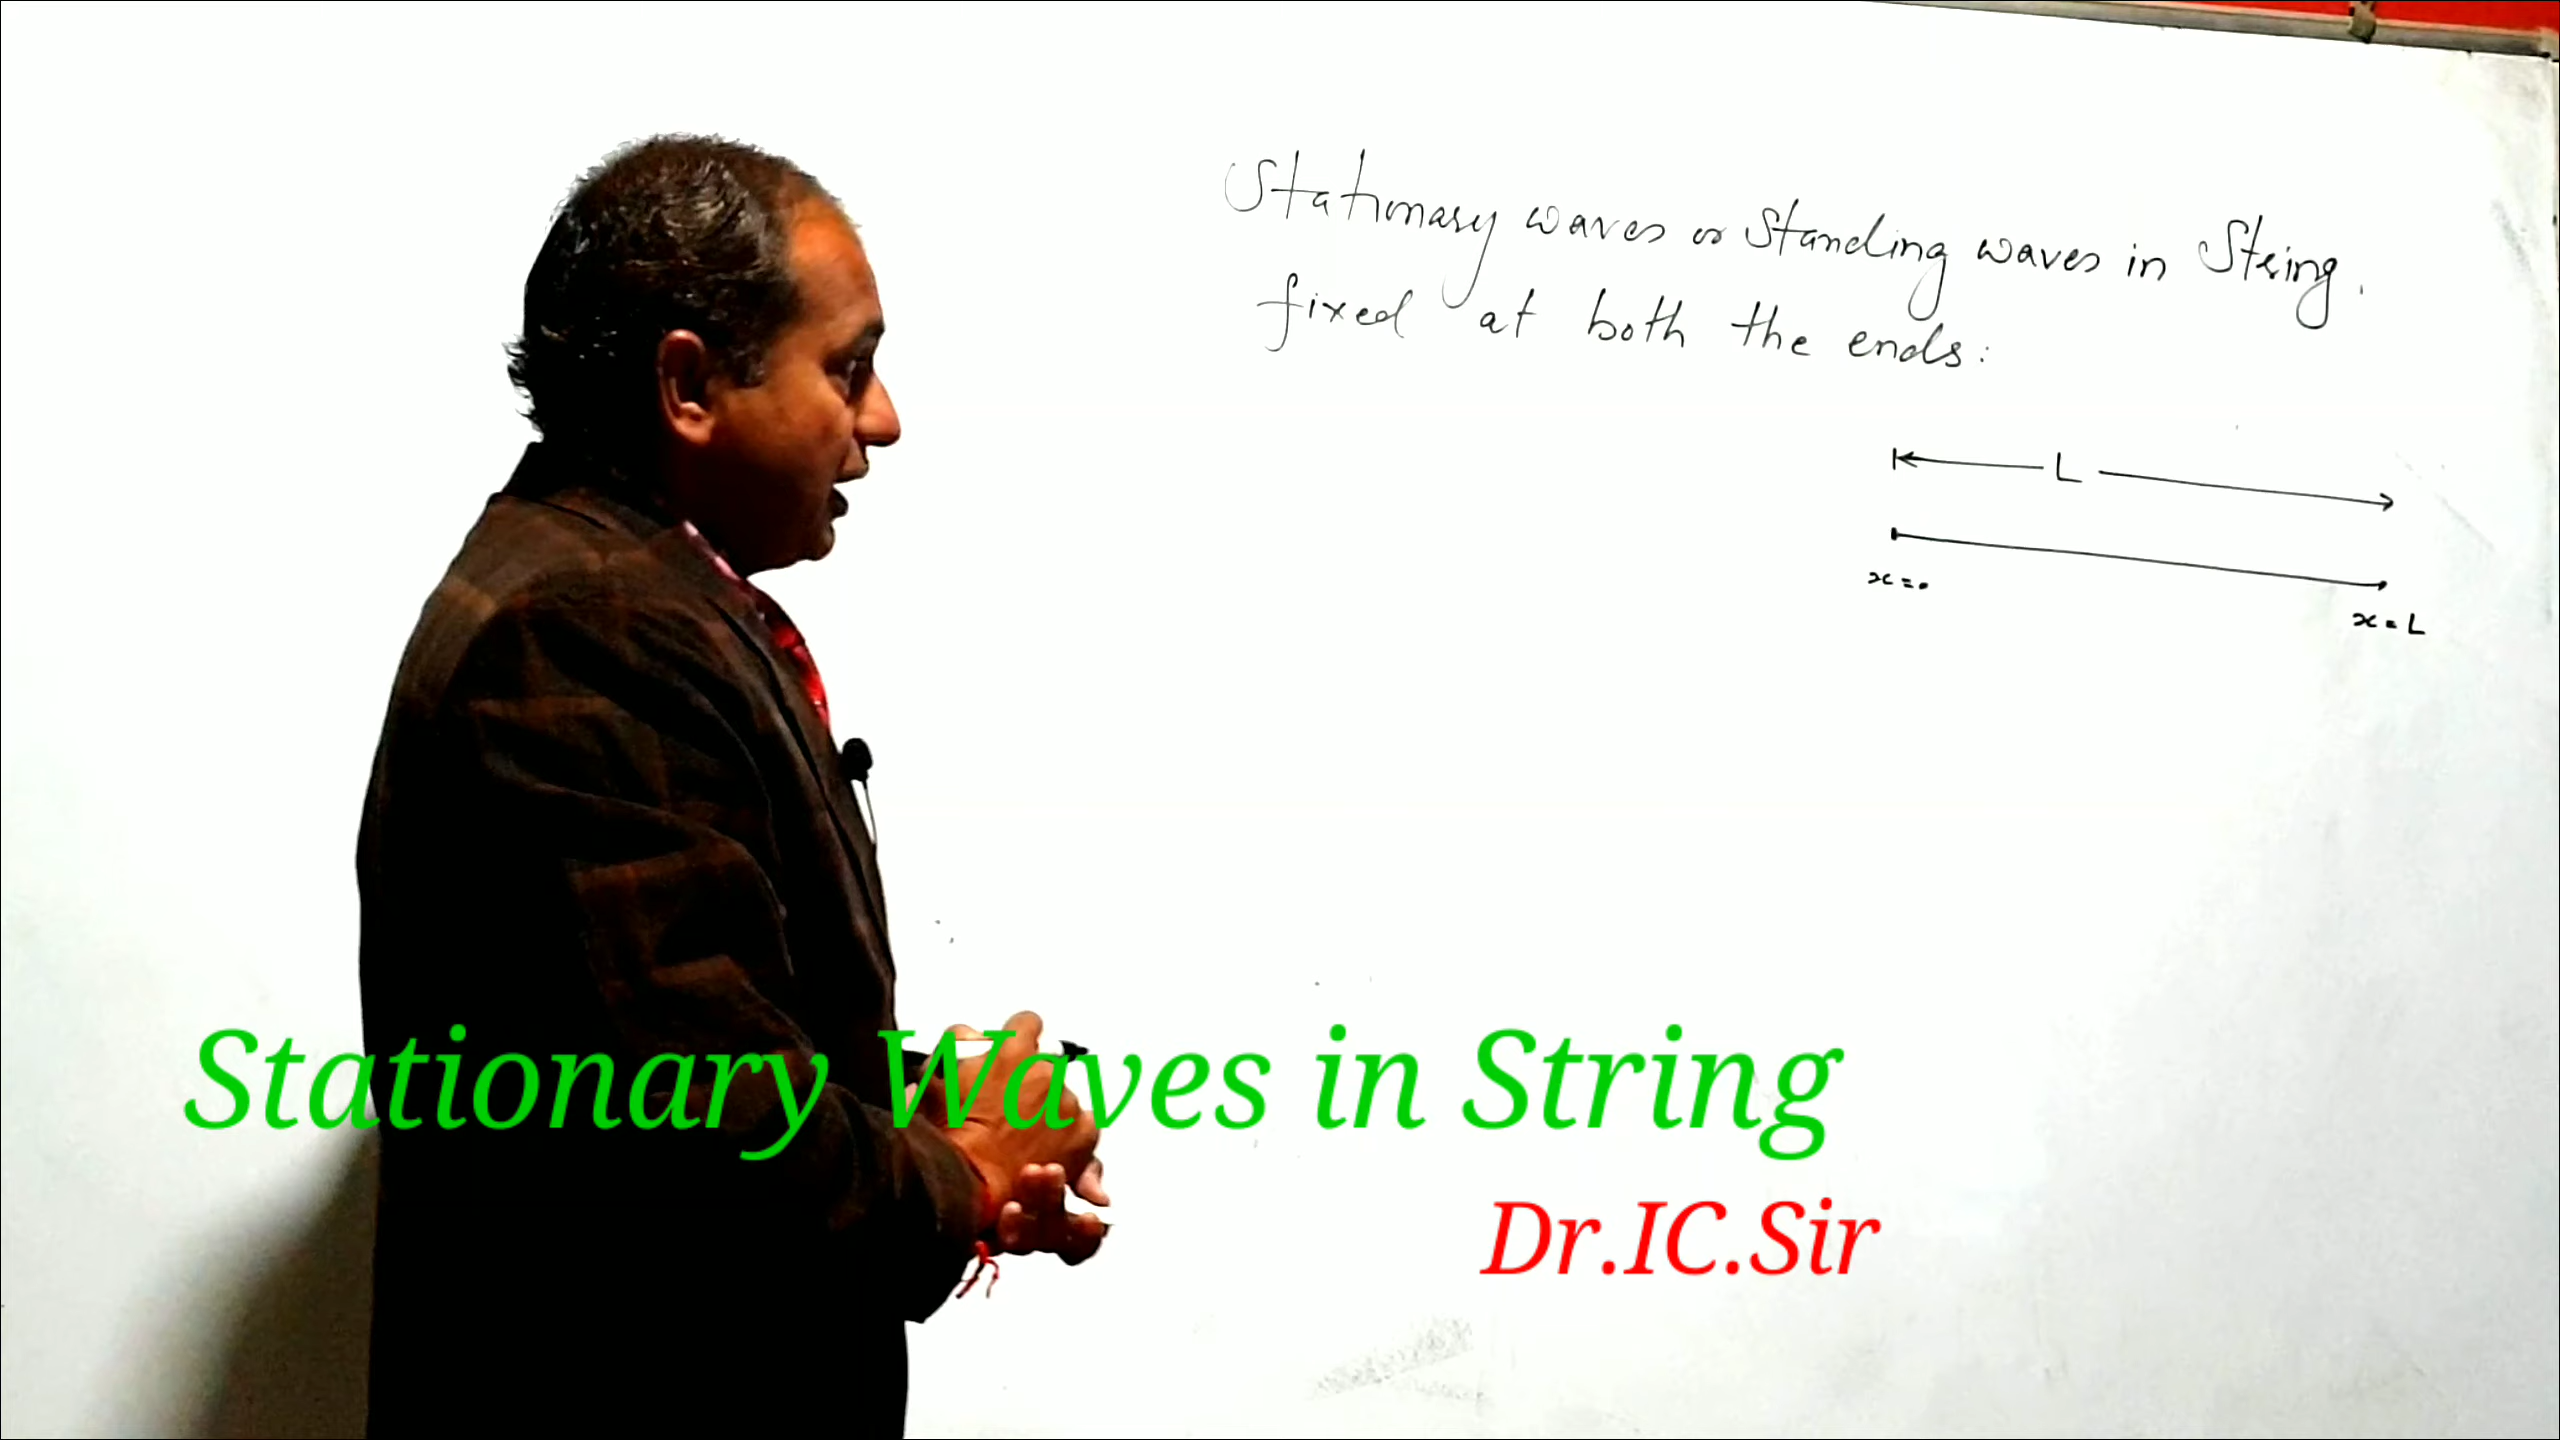 Stationary waves or Standing waves in String.
fixed at both the ends:
L
x = 0
x = L
Stationary Waves in String
Dr.IC.Sir